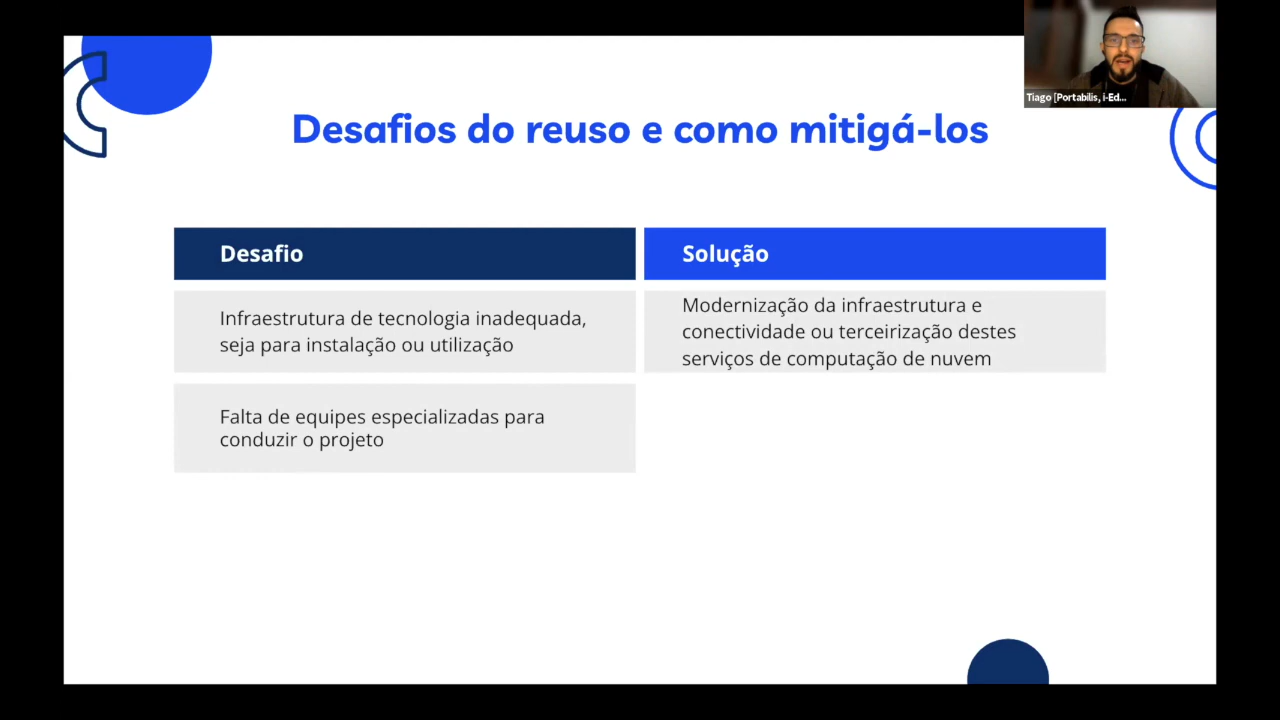 Tiago [Portabilis, i-Ed...
Desafios do reuso e como mitigá-los
Desafio
Solução
Infraestrutura de tecnologia inadequada,
seja para instalação ou utilização
Modernização da infraestrutura e
conectividade ou terceirização destes
serviços de computação de nuvem
Falta de equipes especializadas para
conduzir o projeto